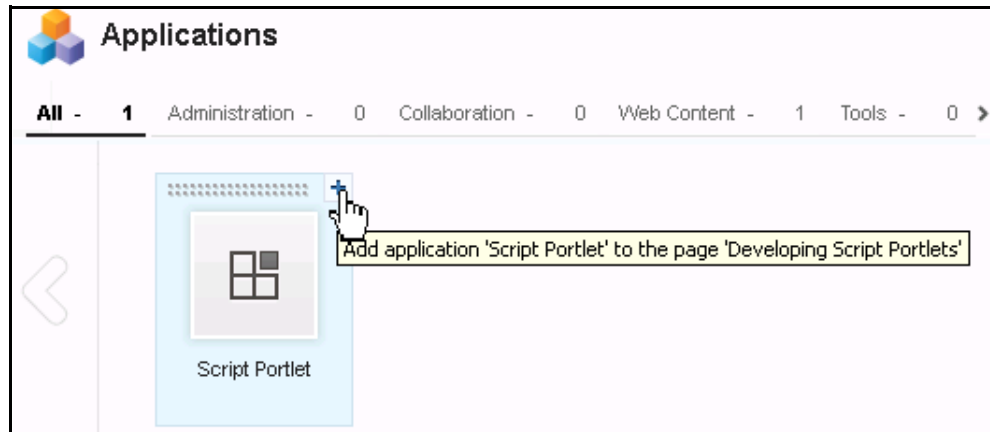 Applications
All - 1 Administration - 0 Collaboration - 0 Web Content - 1 Tools - 0
Add application 'Script Portlet' to the page 'Developing Script Portlets'
Script Portlet